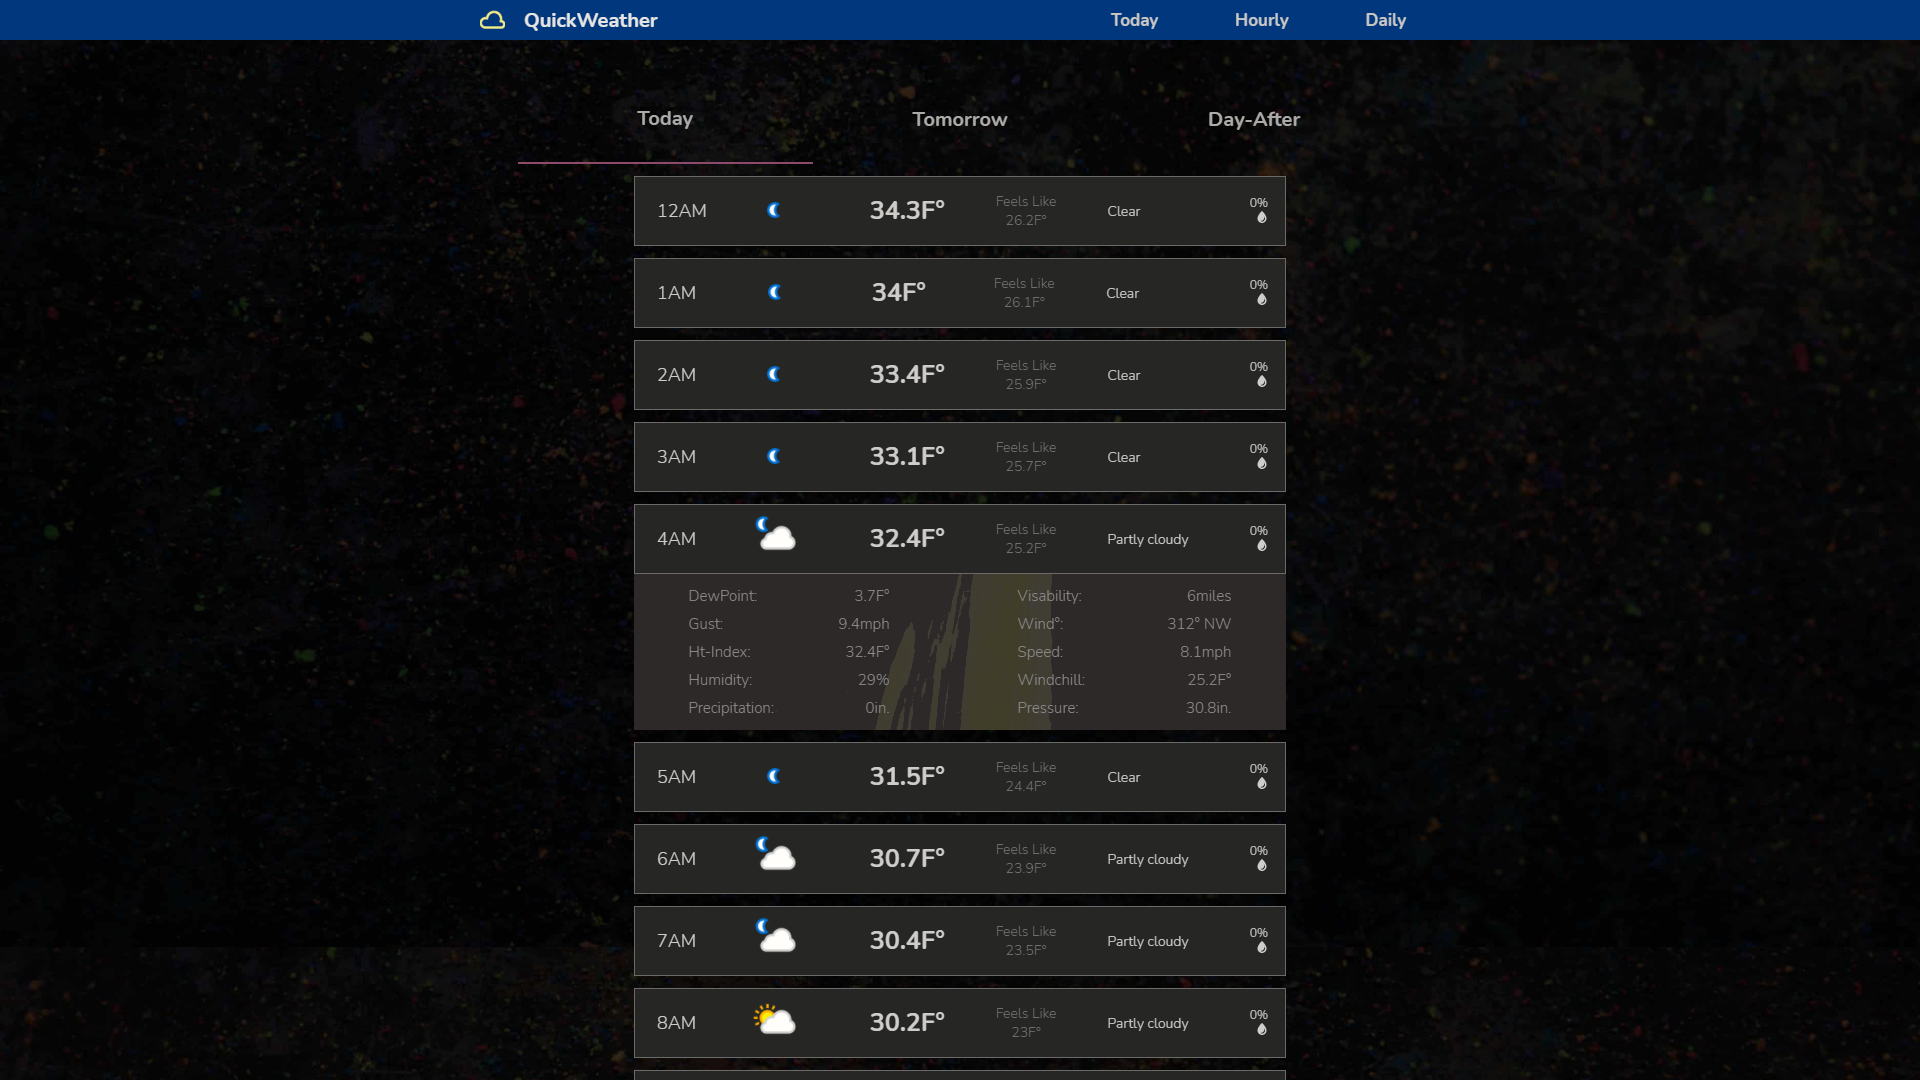 QuickWeather Today Hourly Daily
Today Tomorrow Day-After
12AM 34.3F° Feels Like 26.2F° Clear 0%
1AM 34F° Feels Like 26.1F° Clear 0%
2AM 33.4F° Feels Like 25.9F° Clear 0%
3AM 33.1F° Feels Like 25.7F° Clear 0%
4AM 32.4F° Feels Like 25.2F° Partly cloudy 0%
DewPoint: 3.7F° Visability: 6miles
Gust: 9.4mph Wind°: 312° NW
Ht-Index: 32.4F° Speed: 8.1mph
Humidity: 29% Windchill: 25.2F°
Precipitation: 0in. Pressure: 30.8in.
5AM 31.5F° Feels Like 24.4F° Clear 0%
6AM 30.7F° Feels Like 23.9F° Partly cloudy 0%
7AM 30.4F° Feels Like 23.5F° Partly cloudy 0%
8AM 30.2F° Feels Like 23F° Partly cloudy 0%